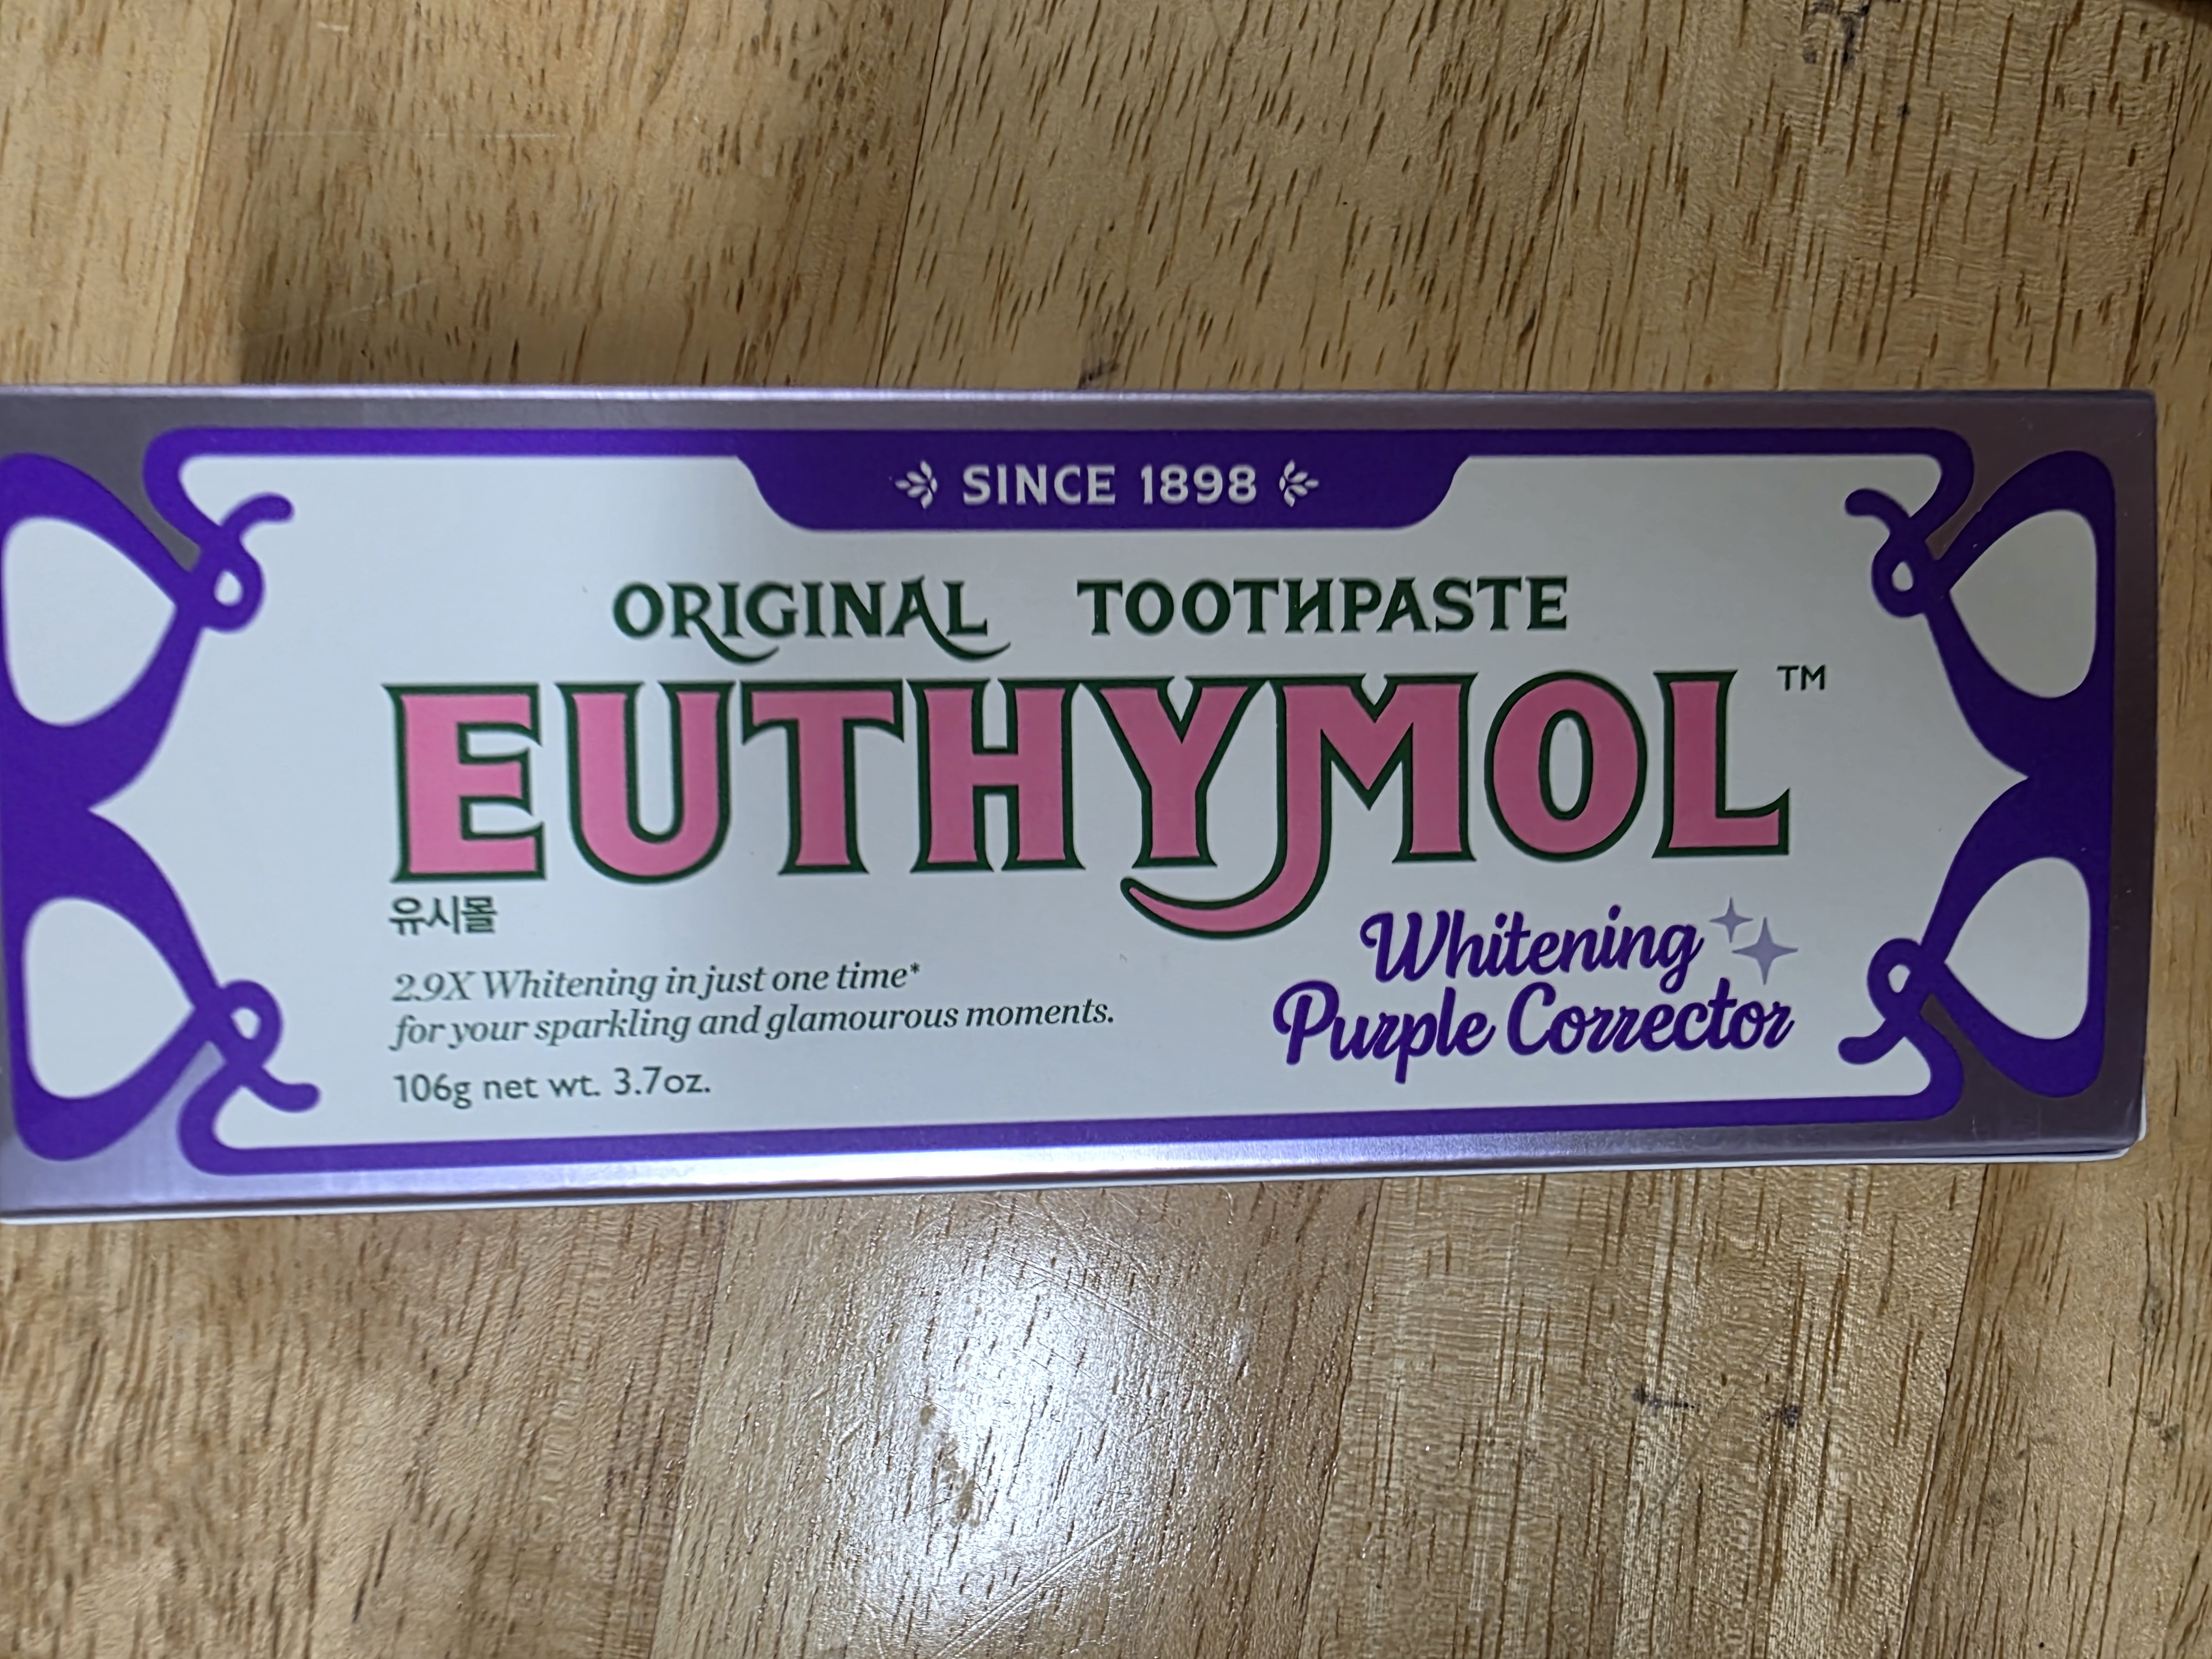 SINCE 1898
ORIGINAL TOOTHPASTE
EUTHYMOL™
유시몰
2.9X Whitening in just one time*
for your sparkling and glamourous moments.
106g net wt. 3.7oz.
Whitening
Purple Corrector